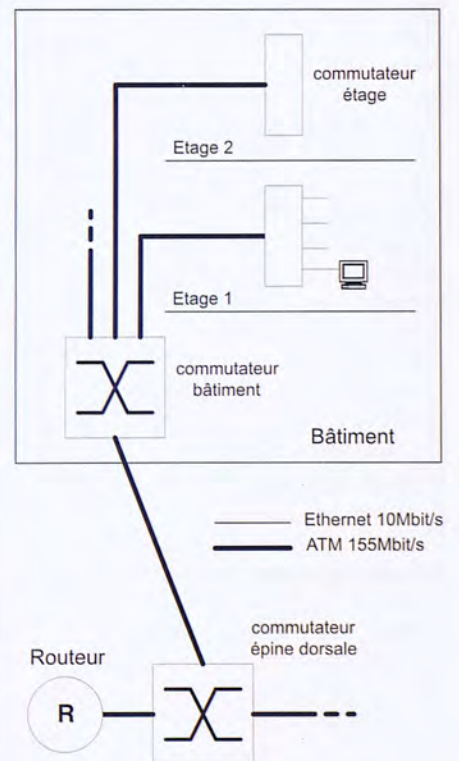 commutateur
étage
Etage 2
Etage 1
commutateur
bâtiment
Bâtiment
Ethernet 10Mbit/s
ATM 155Mbit/s
commutateur
épine dorsale
Routeur
R